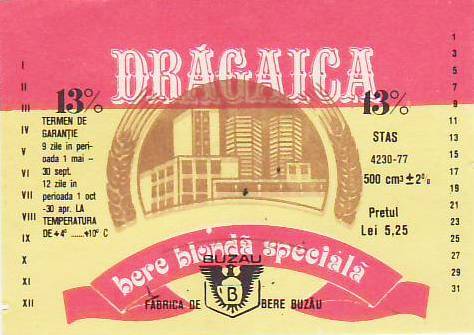 DRĂGAICA
13%
13%
I
II
III
IV
V
VI
VII
VIII
IX
X
XI
XII
TERMEN DE
GARANȚIE
9 zile în peri-
oada 1 mai –
30 sept.
12 zile în
perioada 1 oct
-30 apr. LA
TEMPERATURA
DE+4° ......+10° C
STAS
4230-77
500 cm³ ±2%
Prețul
Lei 5,25
1
3
5
7
9
11
13
15
17
19
21
23
25
27
29
31
bere blondă specială
BUZAU
B
FABRICA DE BERE BUZĂU